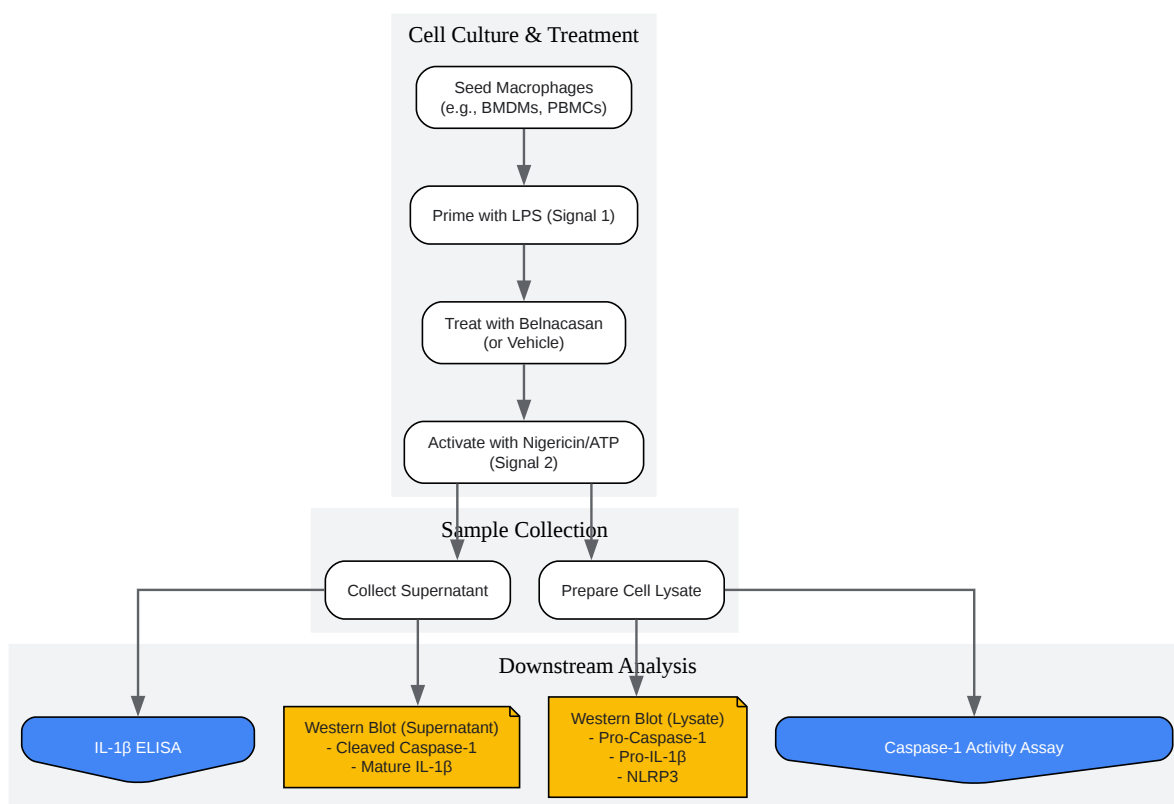 Cell Culture & Treatment
Seed Macrophages
(e.g., BMDMs, PBMCs)
Prime with LPS (Signal 1)
Treat with Belnacasan
(or Vehicle)
Activate with Nigericin/ATP
(Signal 2)
Sample Collection
Collect Supernatant
Prepare Cell Lysate
Downstream Analysis
IL-1β ELISA
Western Blot (Supernatant)
- Cleaved Caspase-1
- Mature IL-1β
Western Blot (Lysate)
- Pro-Caspase-1
- Pro-IL-1β
- NLRP3
Caspase-1 Activity Assay